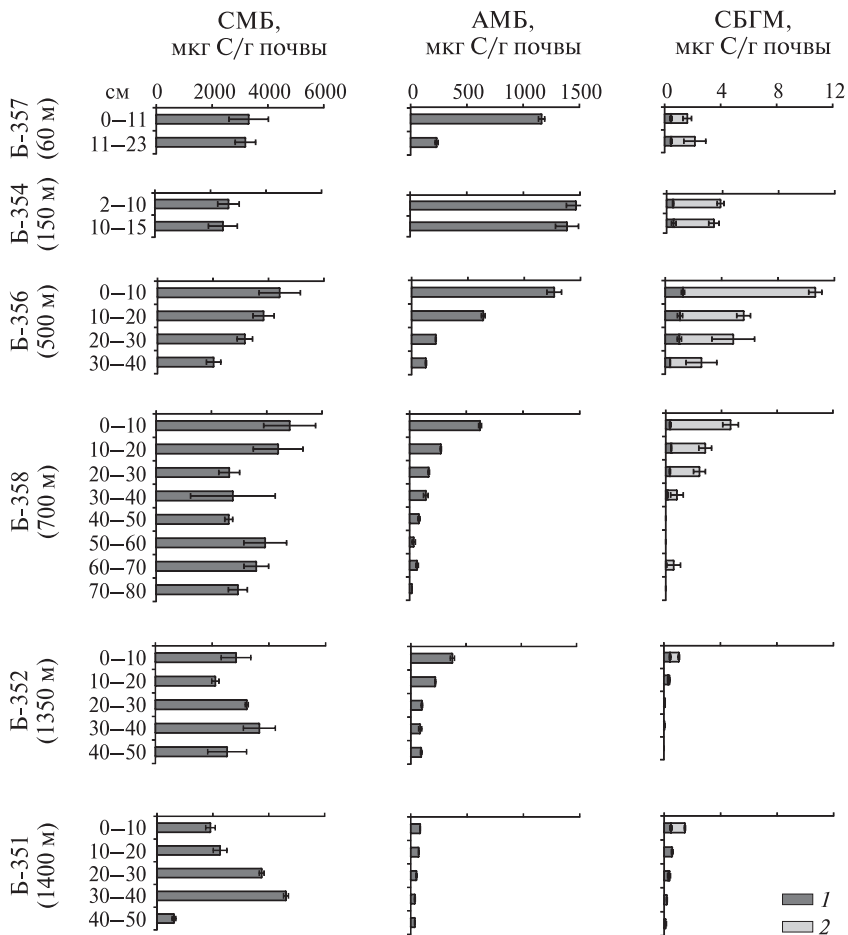 СМБ,
мкг С/г почвы
АМБ,
мкг С/г почвы
СБГМ,
мкг С/г почвы
см
0 2000 4000 6000
0 500 1000 1500
0 4 8 12
Б-357
(60 м)
0–11
11–23
Б-354
(150 м)
2–10
10–15
Б-356
(500 м)
0–10
10–20
20–30
30–40
Б-358
(700 м)
0–10
10–20
20–30
30–40
40–50
50–60
60–70
70–80
Б-352
(1350 м)
0–10
10–20
20–30
30–40
40–50
Б-351
(1400 м)
0–10
10–20
20–30
30–40
40–50
1
2